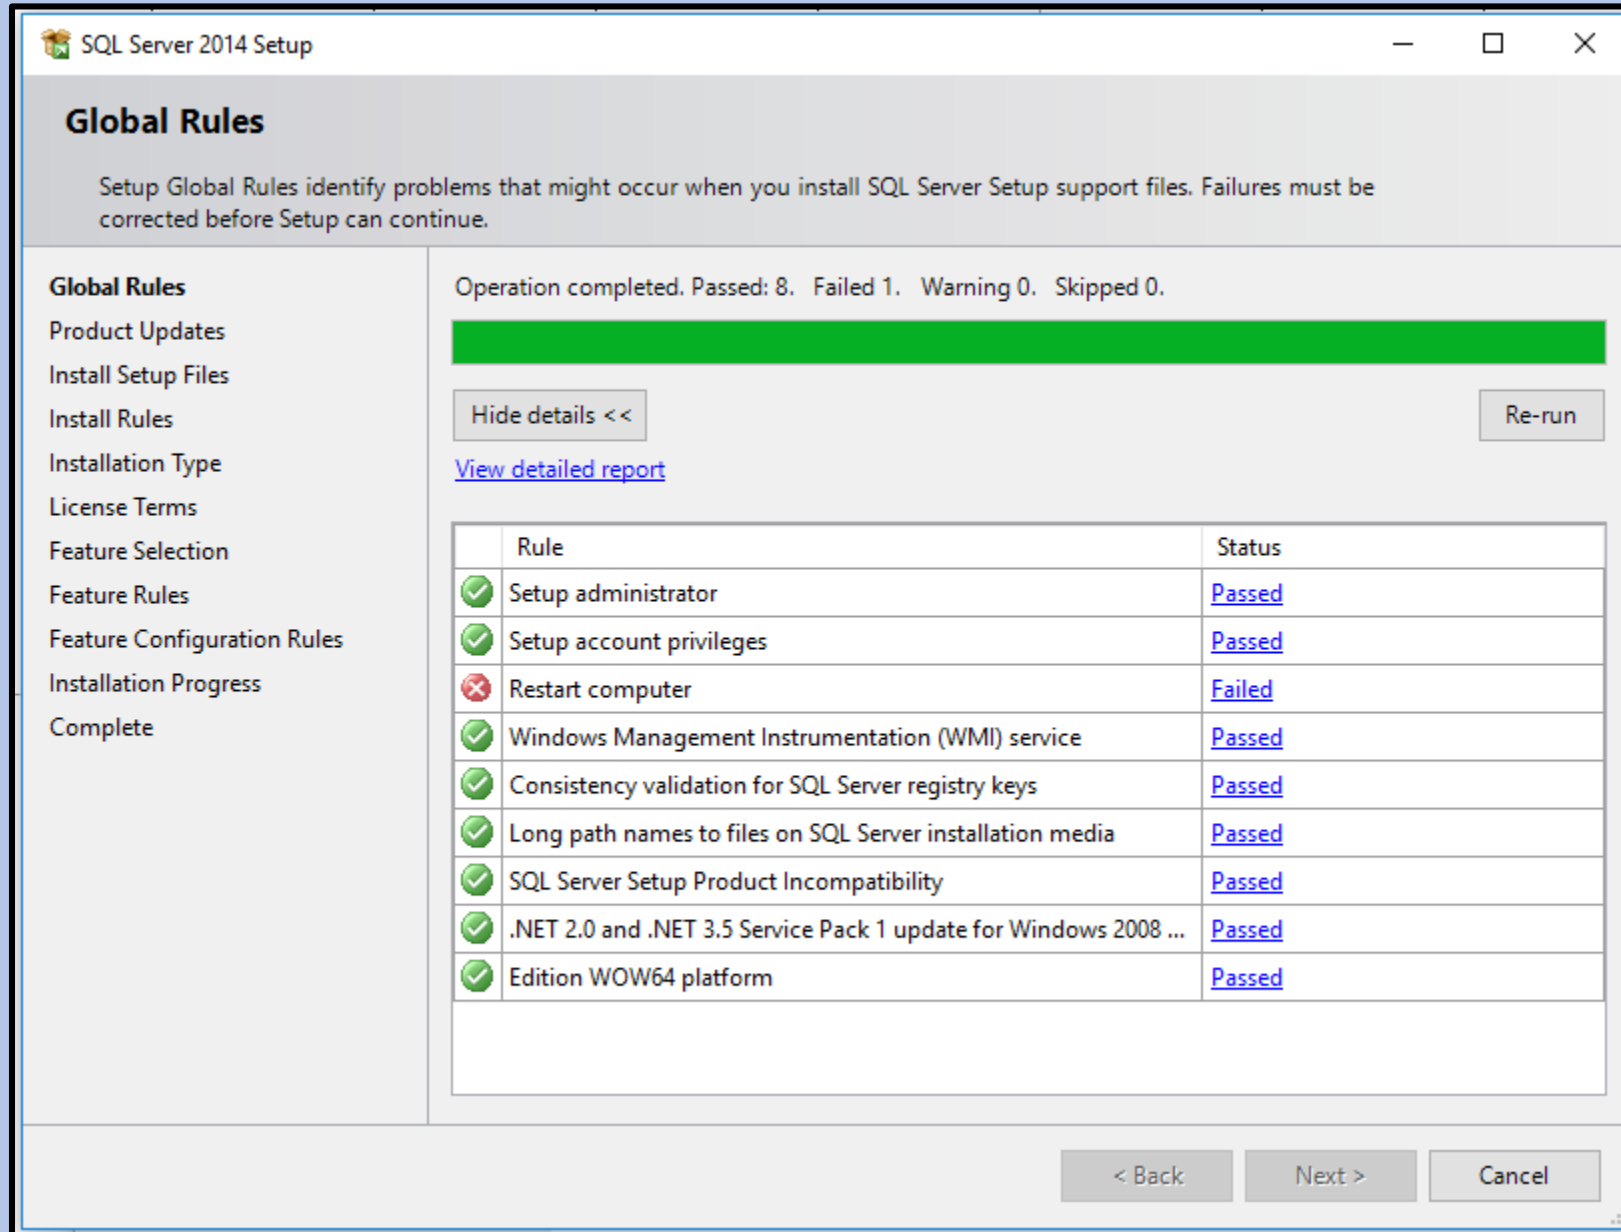 SQL Server 2014 Setup
Global Rules
Setup Global Rules identify problems that might occur when you install SQL Server Setup support files. Failures must be
corrected before Setup can continue.
Global Rules
Product Updates
Install Setup Files
Install Rules
Installation Type
License Terms
Feature Selection
Feature Rules
Feature Configuration Rules
Installation Progress
Complete
Operation completed. Passed: 8. Failed 1. Warning 0. Skipped 0.
Hide details <<
Re-run
View detailed report
Rule Status
Setup administrator Passed
Setup account privileges Passed
Restart computer Failed
Windows Management Instrumentation (WMI) service Passed
Consistency validation for SQL Server registry keys Passed
Long path names to files on SQL Server installation media Passed
SQL Server Setup Product Incompatibility Passed
.NET 2.0 and .NET 3.5 Service Pack 1 update for Windows 2008 ... Passed
Edition WOW64 platform Passed
< Back Next > Cancel